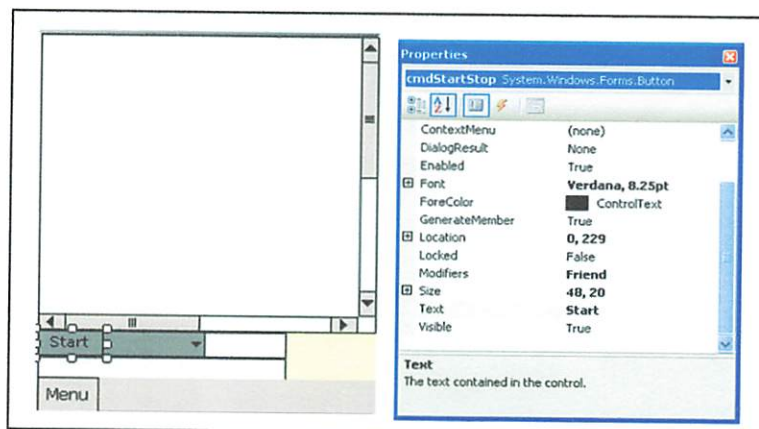 Start
Menu
Properties
cmdStartStop System.Windows.Forms.Button
ContextMenu (none)
DialogResult None
Enabled True
Font Verdana, 8.25pt
ForeColor ControlText
GenerateMember True
Location 0, 229
Locked False
Modifiers Friend
Size 48, 20
Text Start
Visible True
Text
The text contained in the control.